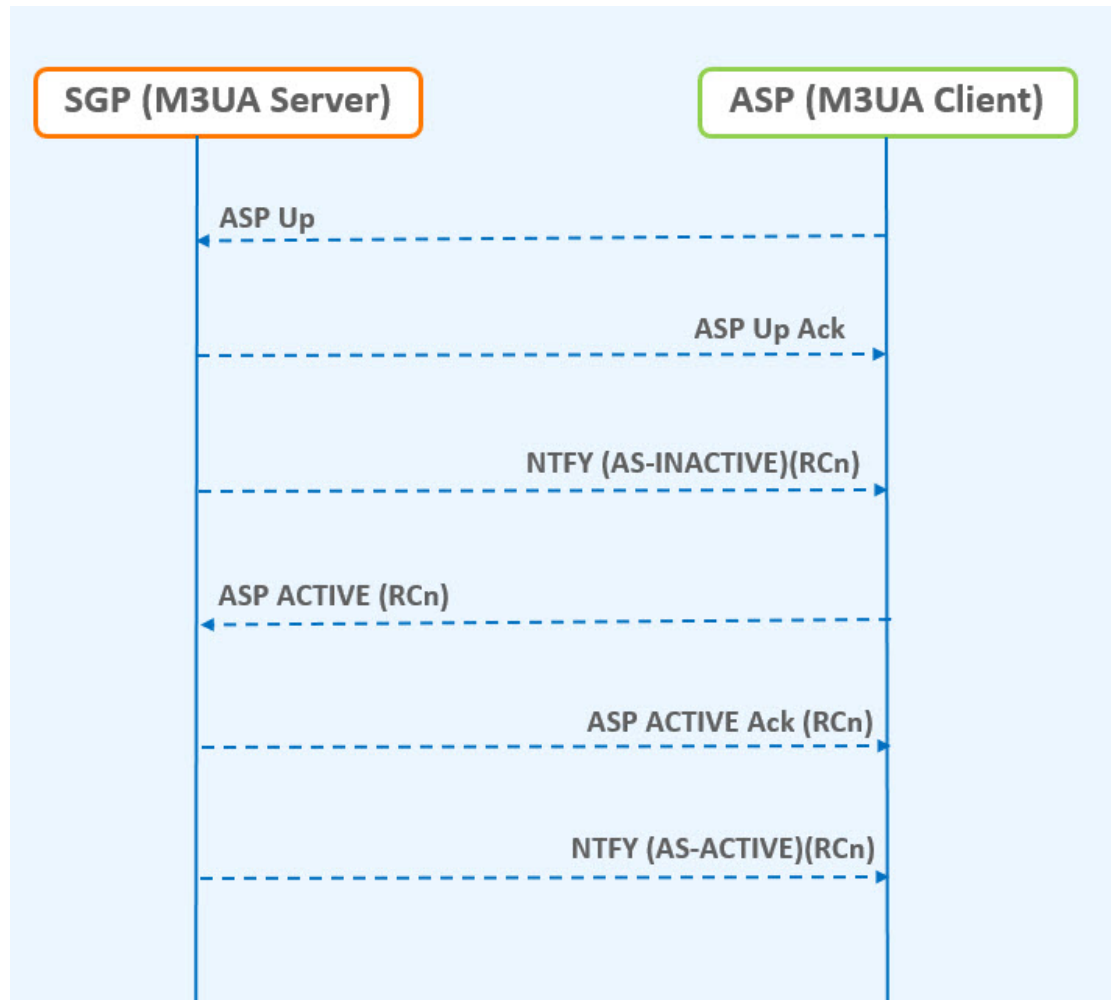 SGP (M3UA Server)
ASP (M3UA Client)
ASP Up
ASP Up Ack
NTFY (AS-INACTIVE)(RCn)
ASP ACTIVE (RCn)
ASP ACTIVE Ack (RCn)
NTFY (AS-ACTIVE)(RCn)